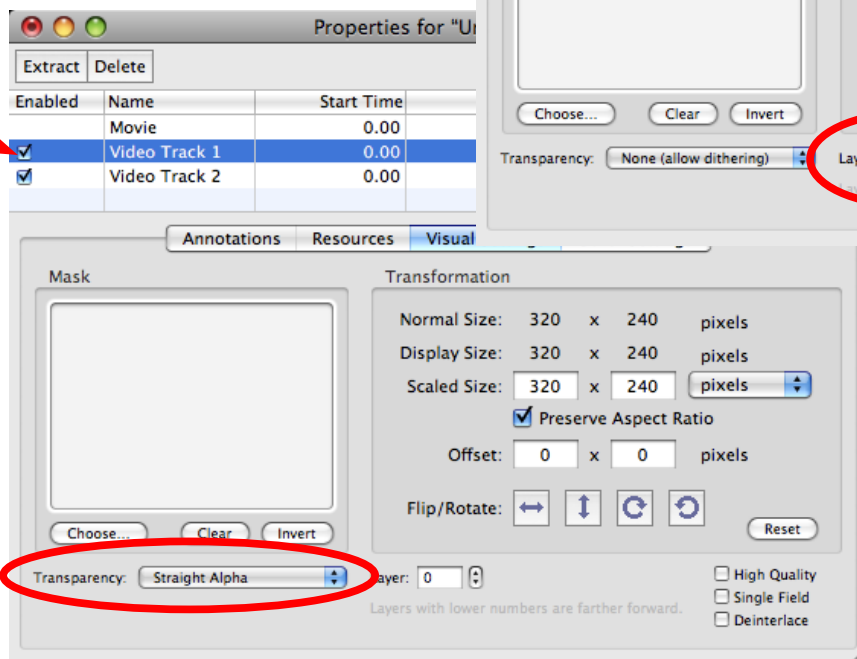 Properties for "U
Extract Delete
Enabled Name Start Time
Movie 0.00
Video Track 1 0.00
Video Track 2 0.00
Choose... Clear Invert
Transparency: None (allow dithering) Lay
Annotations Resources Visual
Mask
Transformation
Normal Size: 320 x 240 pixels
Display Size: 320 x 240 pixels
Scaled Size: 320 x 240 pixels
Preserve Aspect Ratio
Offset: 0 x 0 pixels
Flip/Rotate:
Reset
Choose... Clear Invert
Transparency: Straight Alpha ayer: 0
Layers with lower numbers are farther forward.
High Quality
Single Field
Deinterlace